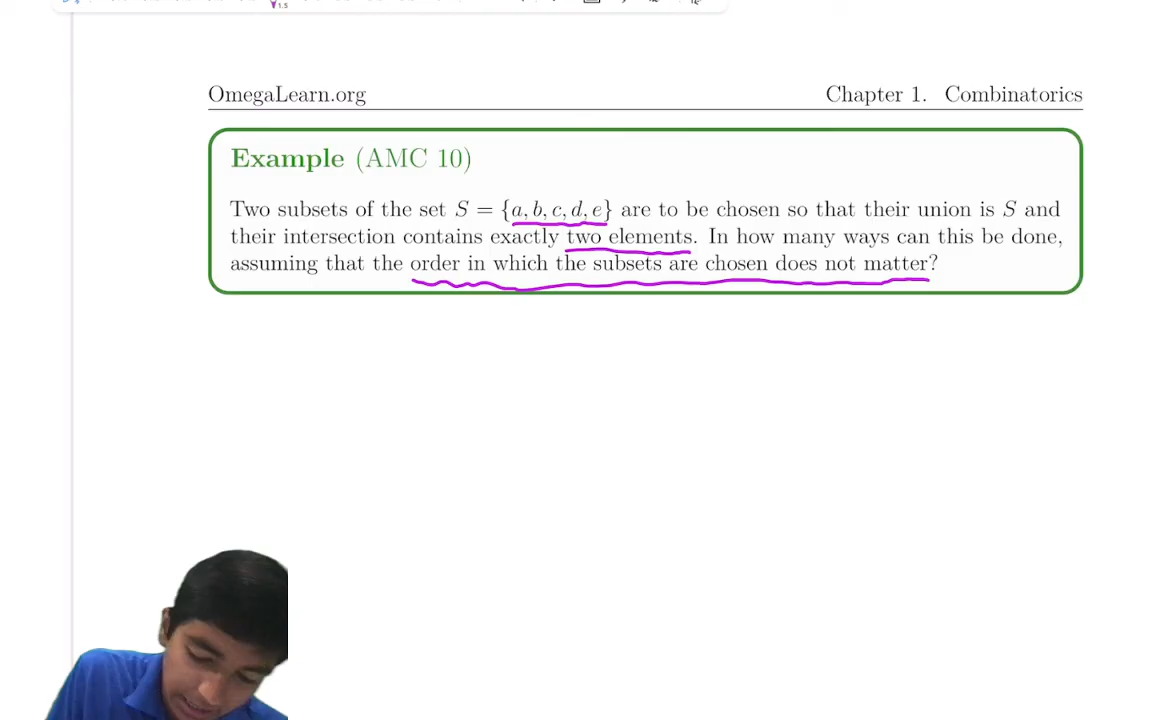 1.5
OmegaLearn.org Chapter 1. Combinatorics
Example (AMC 10)
Two subsets of the set S = {a, b, c, d, e} are to be chosen so that their union is S and
their intersection contains exactly two elements. In how many ways can this be done,
assuming that the order in which the subsets are chosen does not matter?